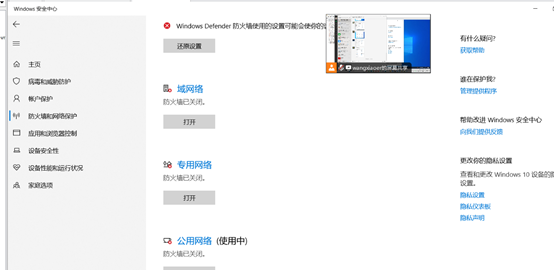 Windows 安全中心
主页
病毒和威胁防护
帐户保护
防火墙和网络保护
应用和浏览器控制
设备安全性
设备性能和运行状况
家庭选项
Windows Defender 防火墙使用的设置可能会使你的
还原设置
域网络
防火墙已关闭。
打开
专用网络
防火墙已关闭。
打开
公用网络 (使用中)
防火墙已关闭。
wangxiaoer的屏幕共享
有什么疑问?
获取帮助
谁在保护我?
管理提供程序
帮助改进 Windows 安全中心
向我们提供反馈
更改你的隐私设置
查看和更改 Windows 10 设备的隐
设置。
隐私设置
隐私仪表板
隐私声明